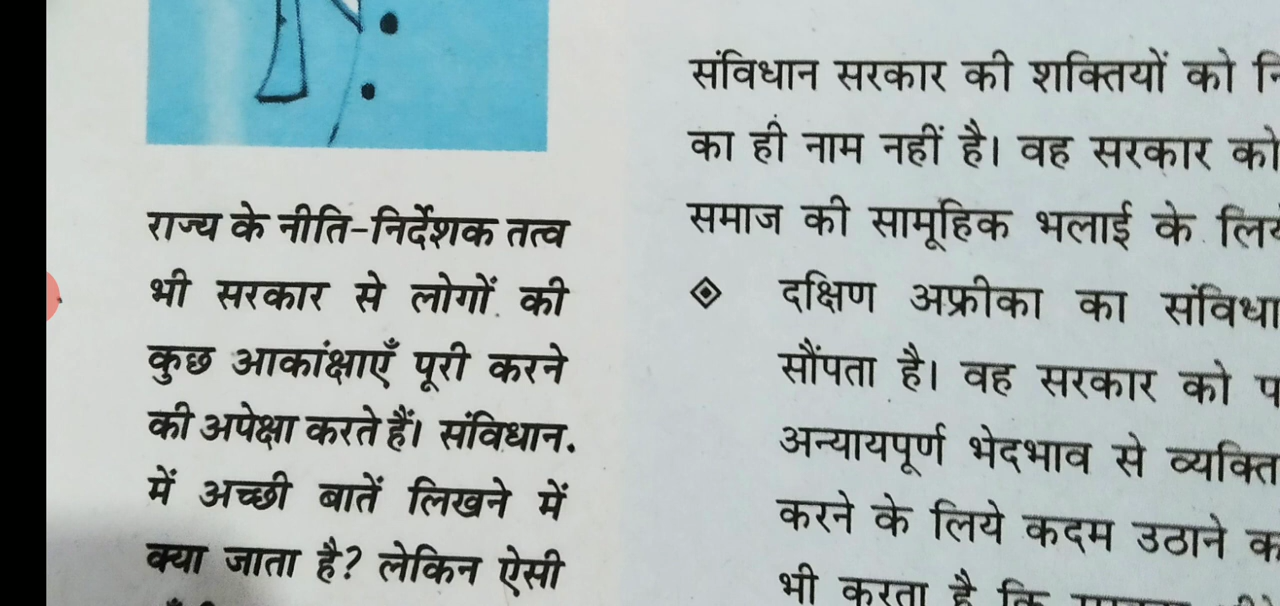 राज्य के नीति-निर्देशक तत्व
भी सरकार से लोगों की
कुछ आकांक्षाएँ पूरी करने
की अपेक्षा करते हैं। संविधान
में अच्छी बातें लिखने में
क्या जाता है? लेकिन ऐसी
संविधान सरकार की शक्तियों को
का ही नाम नहीं है। वह सरकार को
समाज की सामूहिक भलाई के
दक्षिण अफ्रीका का
सौंपता है। वह सरकार को
अन्यायपूर्ण भेदभाव से
करने के लिये कदम उठाने
भी करता है कि